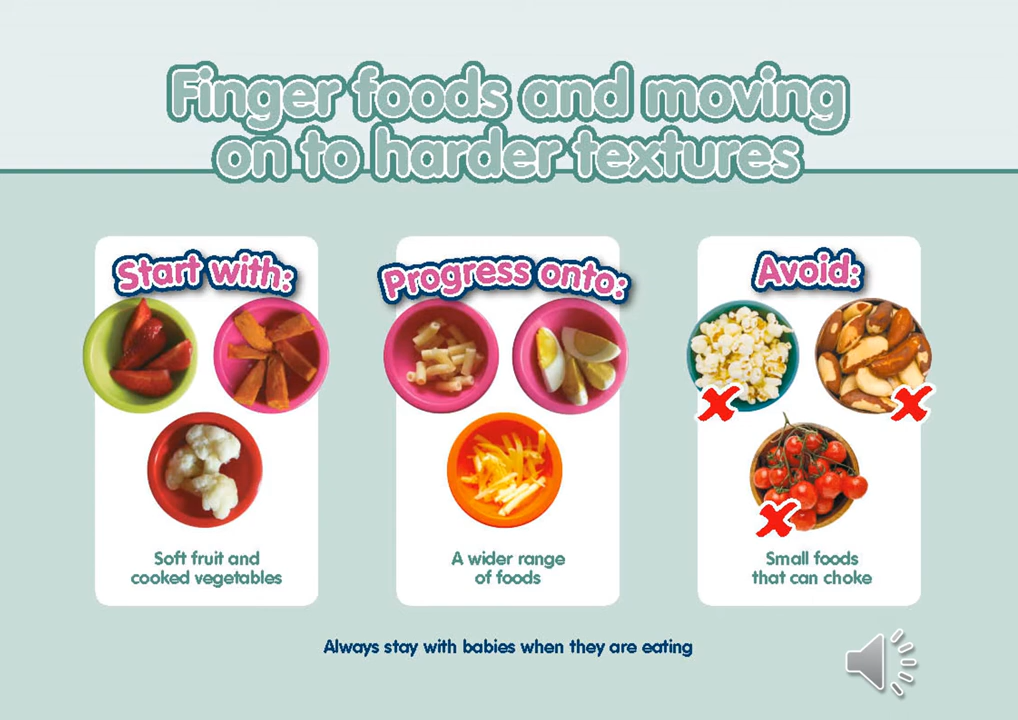 Finger foods and moving
on to harder textures
Start with:
Soft fruit and
cooked vegetables
Progress onto:
A wider range
of foods
Avoid:
Small foods
that can choke
Always stay with babies when they are eating